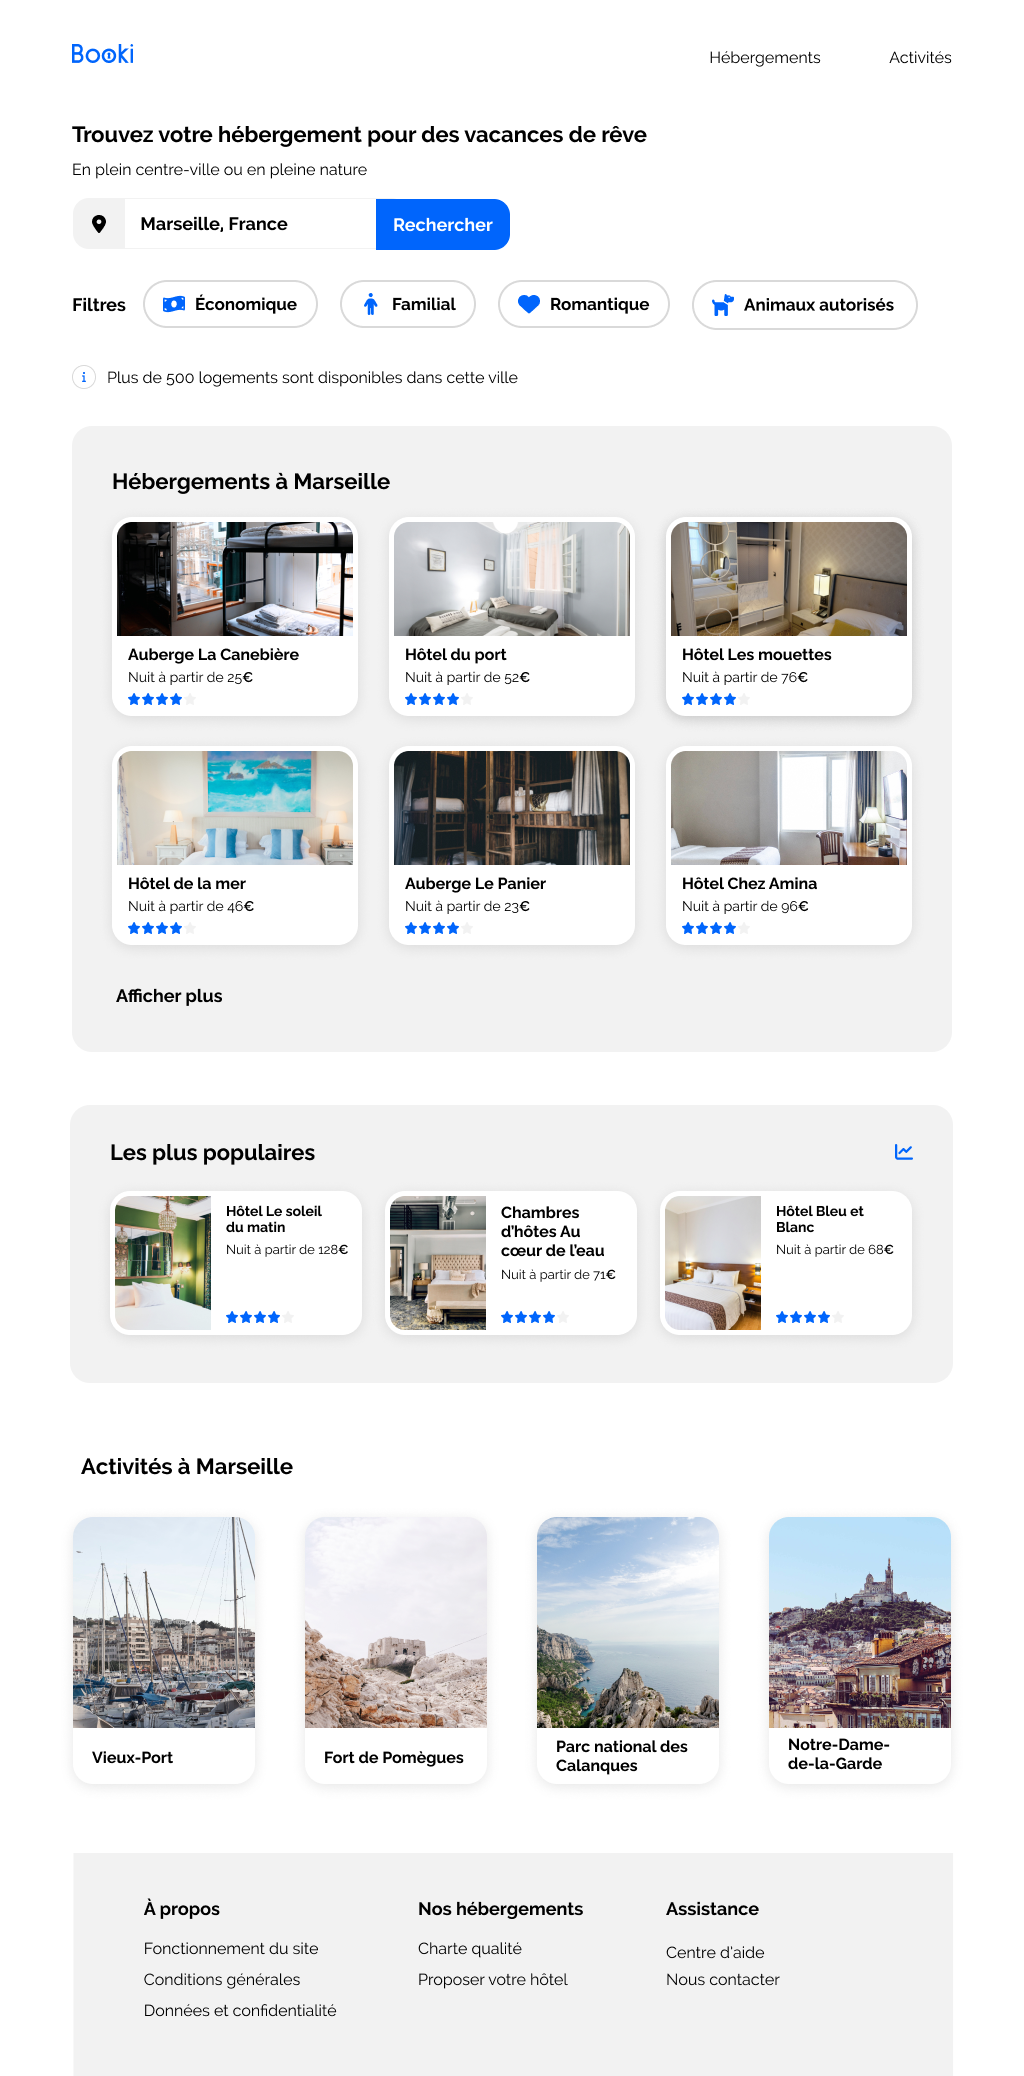 Booki
Hébergements
Activités
Trouvez votre hébergement pour des vacances de rêve
En plein centre-ville ou en pleine nature
Marseille, France
Rechercher
Filtres
Économique
Familial
Romantique
Animaux autorisés
Plus de 500 logements sont disponibles dans cette ville
Hébergements à Marseille
Auberge La Canebière
Nuit à partir de 25€
Hôtel du port
Nuit à partir de 52€
Hôtel Les mouettes
Nuit à partir de 76€
Hôtel de la mer
Nuit à partir de 46€
Auberge Le Panier
Nuit à partir de 23€
Hôtel Chez Amina
Nuit à partir de 96€
Afficher plus
Les plus populaires
Hôtel Le soleil
du matin
Nuit à partir de 128€
Chambres
d'hôtes Au
cœur de l'eau
Nuit à partir de 71€
Hôtel Bleu et
Blanc
Nuit à partir de 68€
Activités à Marseille
Vieux-Port
Fort de Pomègues
Parc national des
Calanques
Notre-Dame-
de-la-Garde
À propos
Fonctionnement du site
Conditions générales
Données et confidentialité
Nos hébergements
Charte qualité
Proposer votre hôtel
Assistance
Centre d'aide
Nous contacter